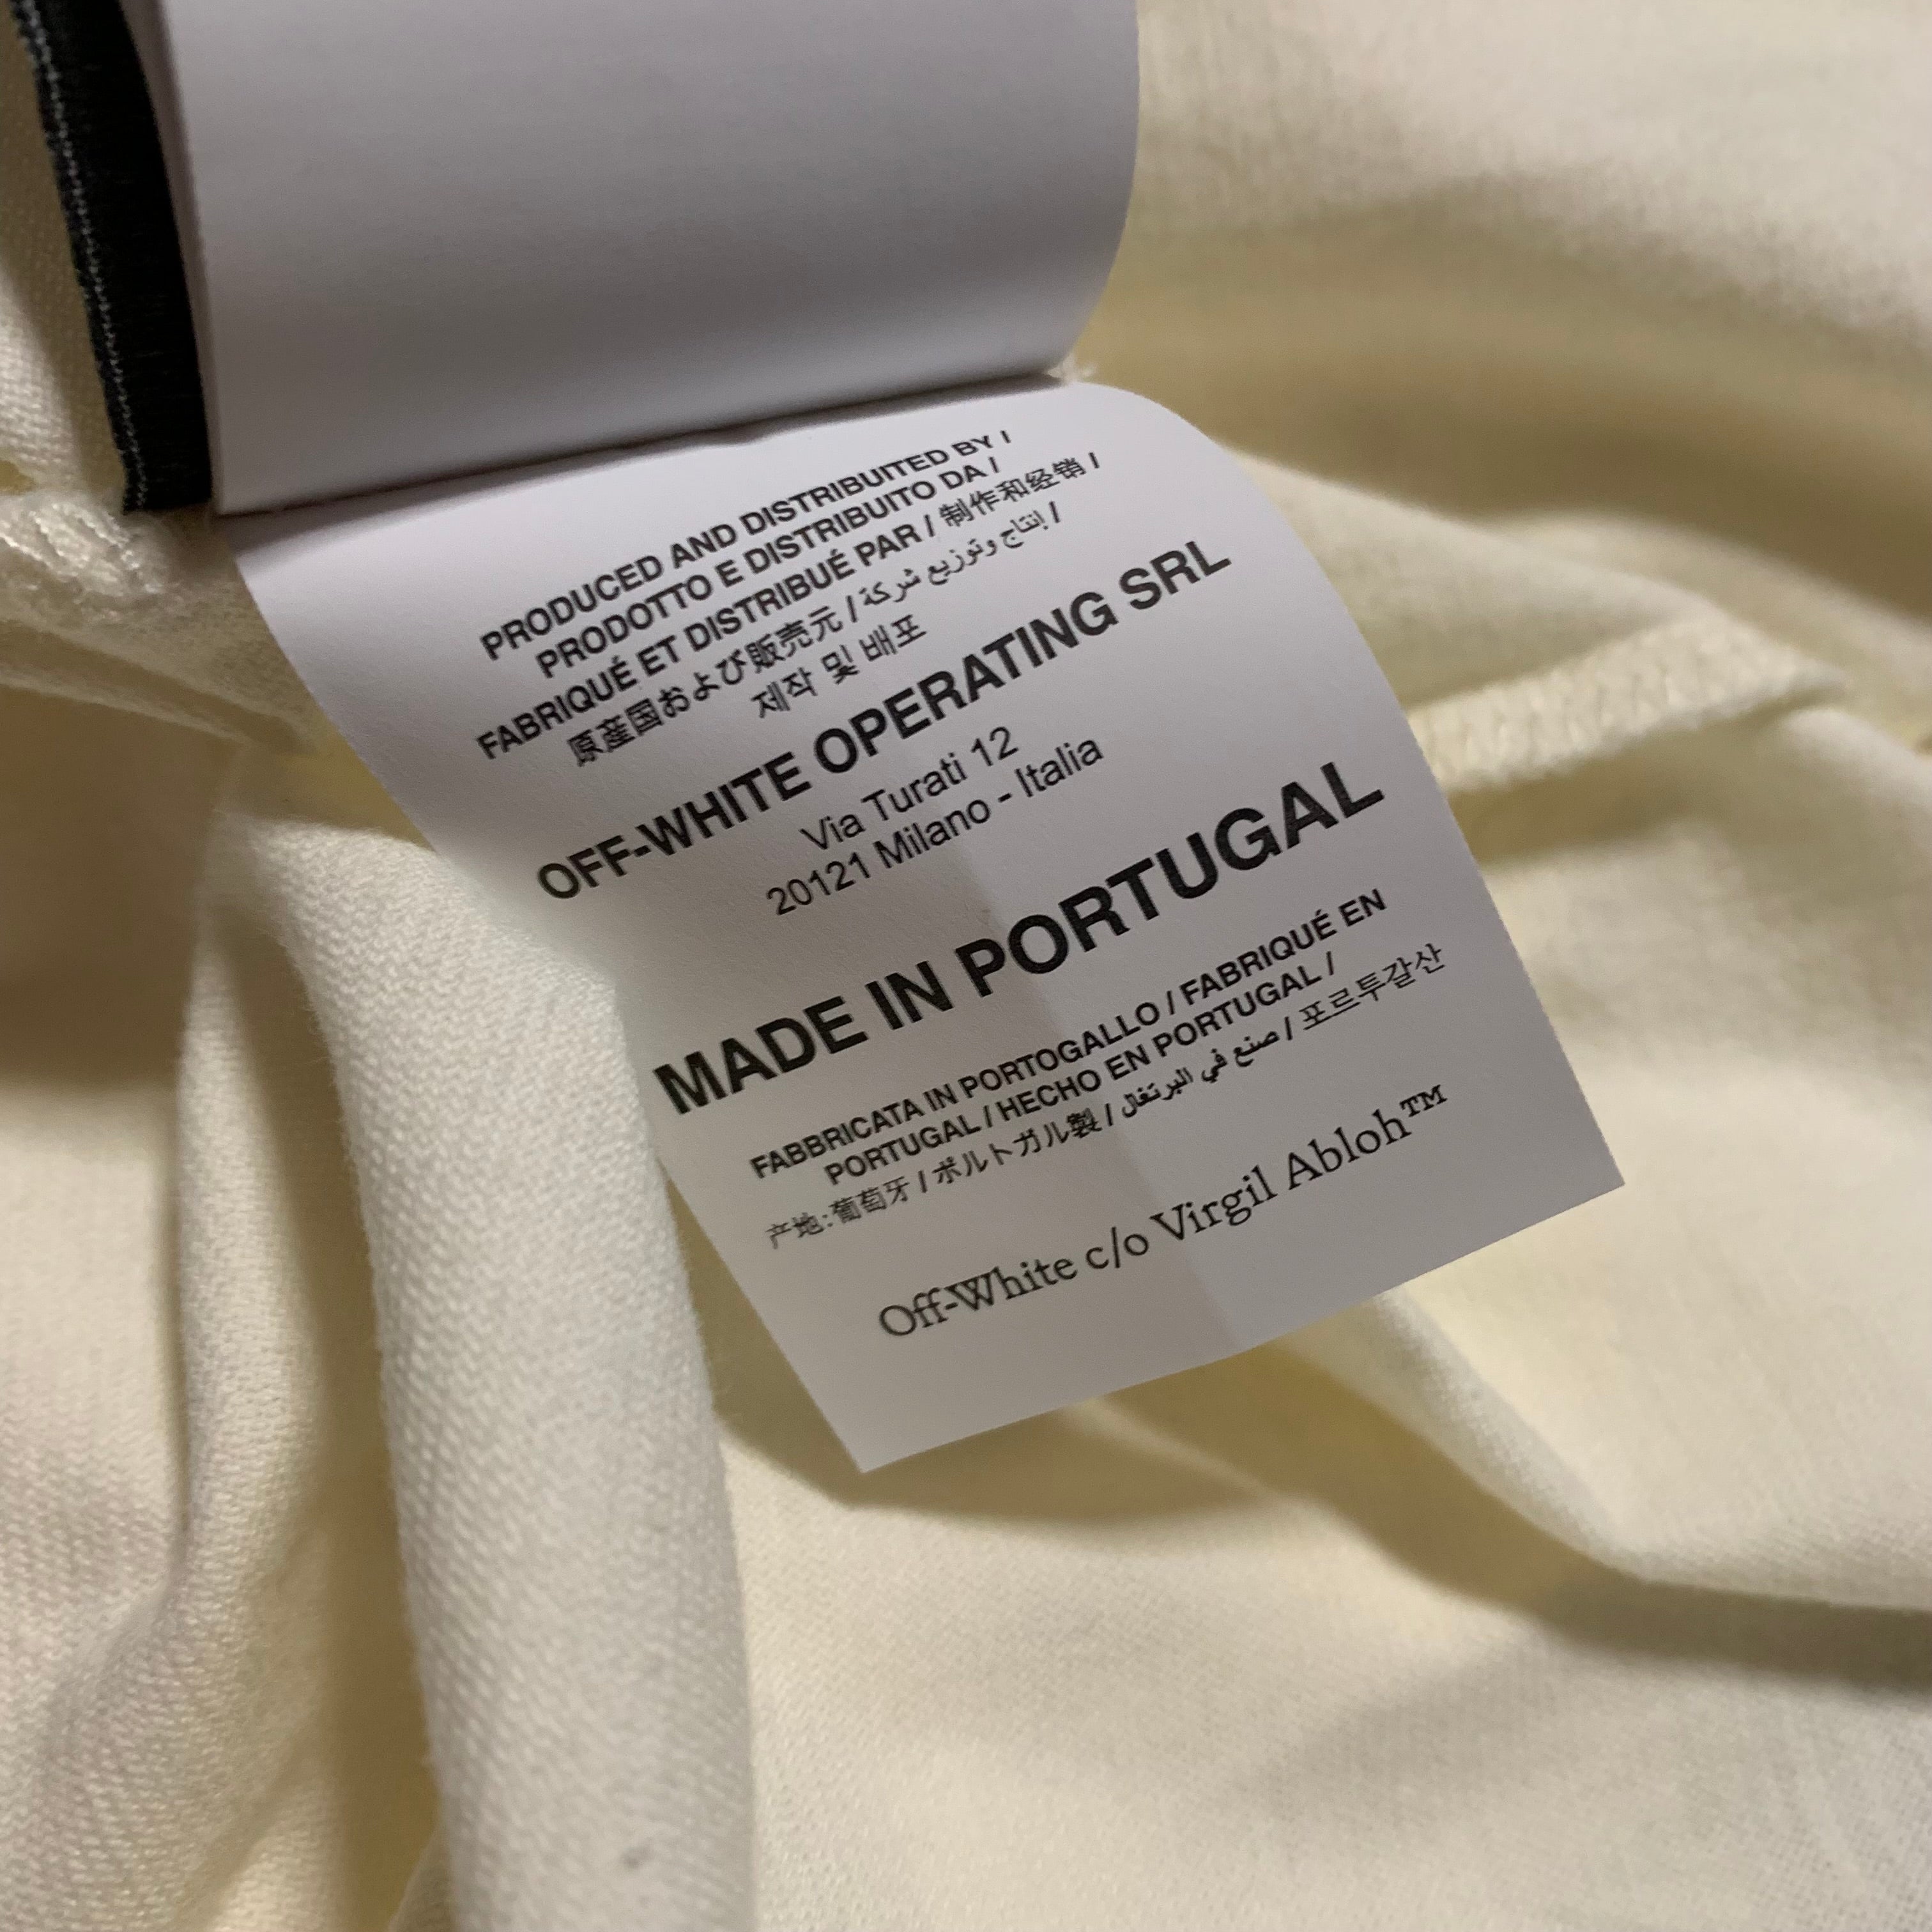 PRODUCED AND DISTRIBUITED BY /
PRODOTTO E DISTRIBUITO DA /
FABRIQUÉ ET DISTRIBUÉ PAR / 制作和经销 /
原産国および販売元 / إنتاج وتوزيع شركة /
제작 및 배포
OFF-WHITE OPERATING SRL
Via Turati 12
20121 Milano - Italia
MADE IN PORTUGAL
FABBRICATA IN PORTOGALLO / FABRIQUÉ EN
PORTUGAL / HECHO EN PORTUGAL /
产地:葡萄牙 / ポルトガル製 / صنع في البرتغال / 포르투갈산
Off-White c/o Virgil Abloh™